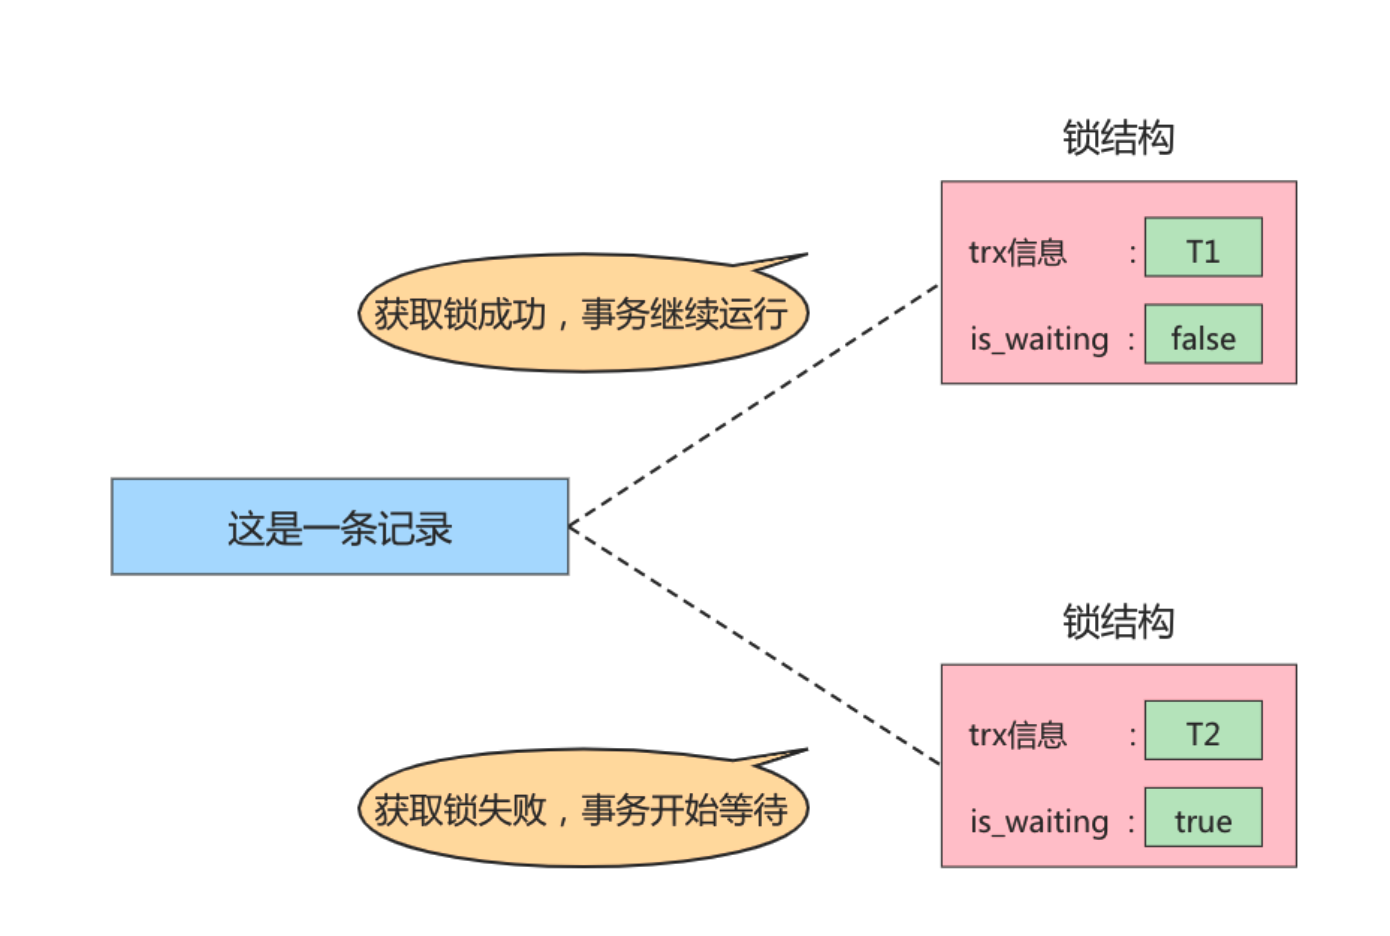 锁结构
trx信息 : T1
获取锁成功，事务继续运行
is_waiting : false
这是一条记录
锁结构
trx信息 : T2
获取锁失败，事务开始等待
is_waiting : true